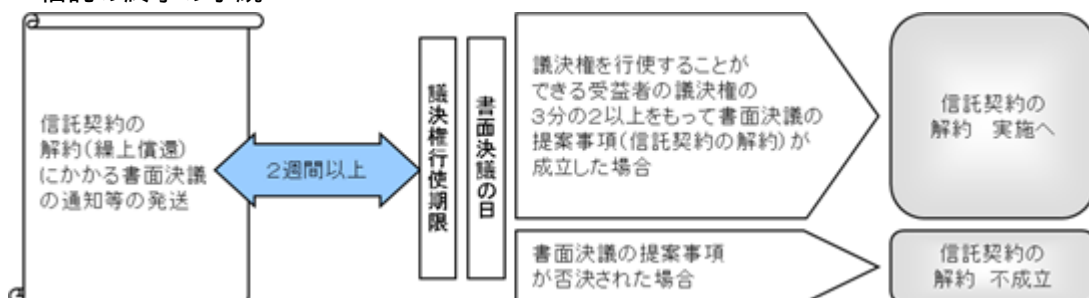 信託契約の
解約(繰上償還)
にかかる書面決議
の通知等の発送
2週間以上
議決権行使期限
書面決議の日
議決権を行使することが
できる受益者の議決権の
3分の2以上をもって書面決議の
提案事項(信託契約の解約)が
成立した場合
信託契約の
解約 実施へ
書面決議の提案事項
が否決された場合
信託契約の
解約 不成立